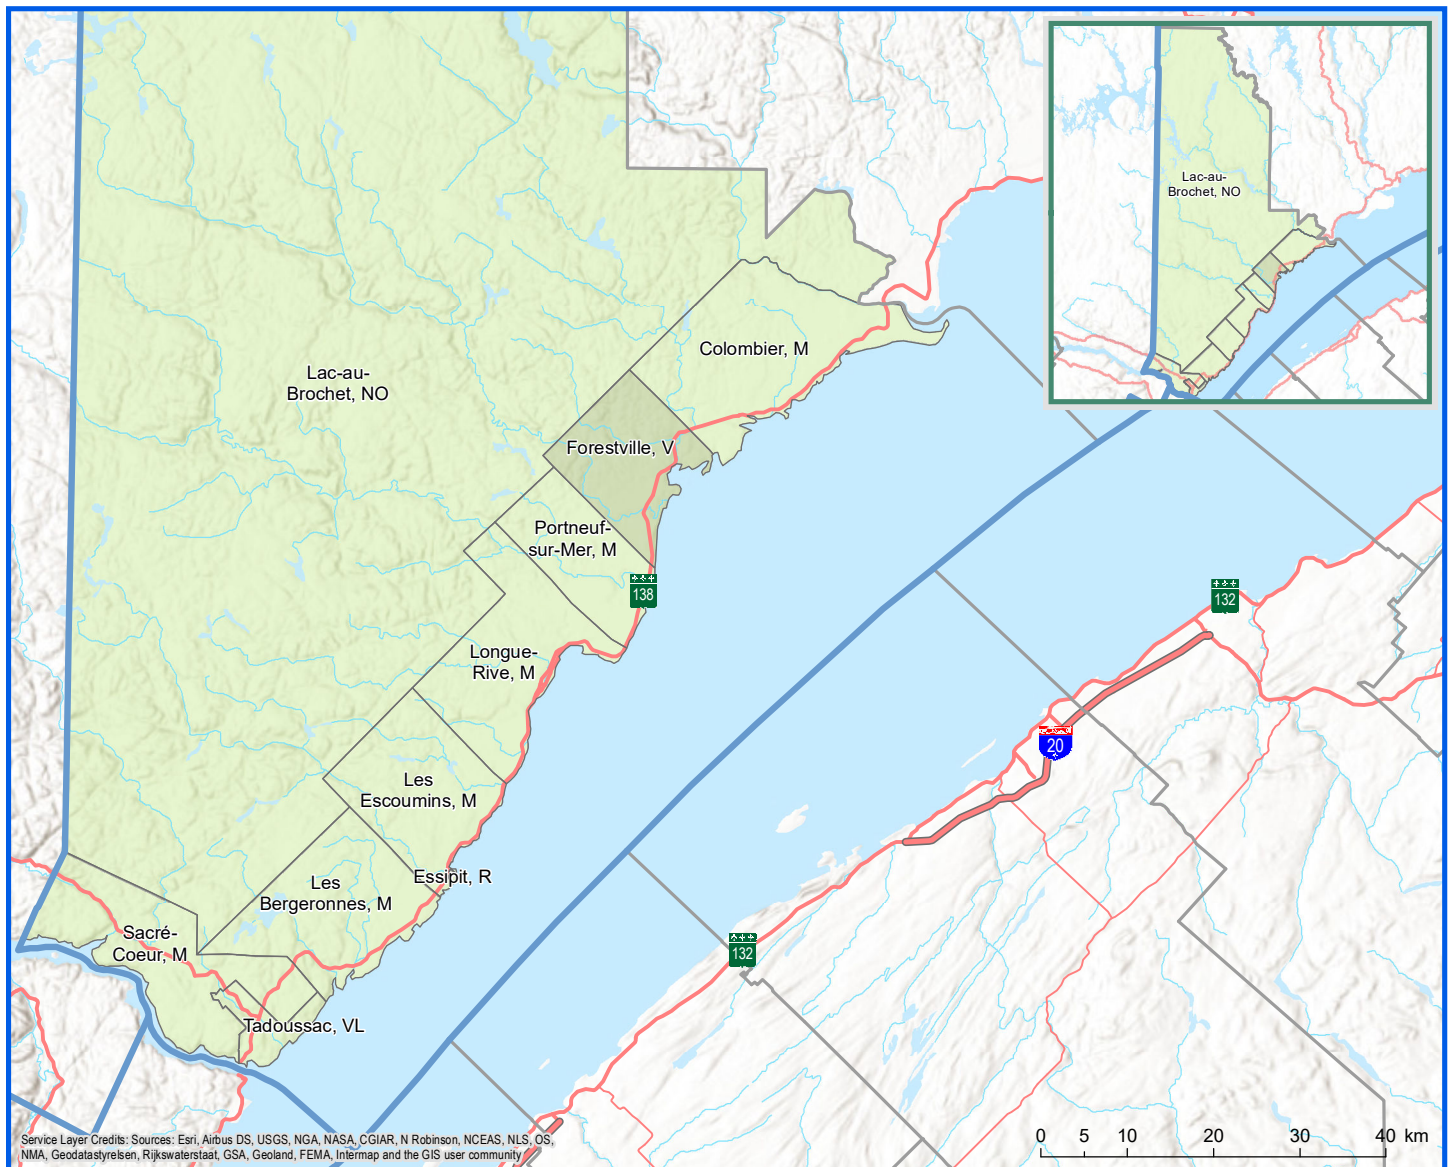 Lac-au-
Brochet, NO
Colombier, M
Lac-au-
Brochet, NO
Forestville, V
Portneuf-
sur-Mer, M
138
132
Longue-
Rive, M
20
Les
Escoumins, M
Essipit, R
Les
Bergeronnes, M
Sacré-
Coeur, M
132
Tadoussac, VL
0 5 10 20 30 40 km
Service Layer Credits: Sources: Esri, Airbus DS, USGS, NGA, NASA, CGIAR, N Robinson, NCEAS, NLS, OS,
NMA, Geodatastyrelsen, Rijkswaterstaat, GSA, Geoland, FEMA, Intermap and the GIS user community